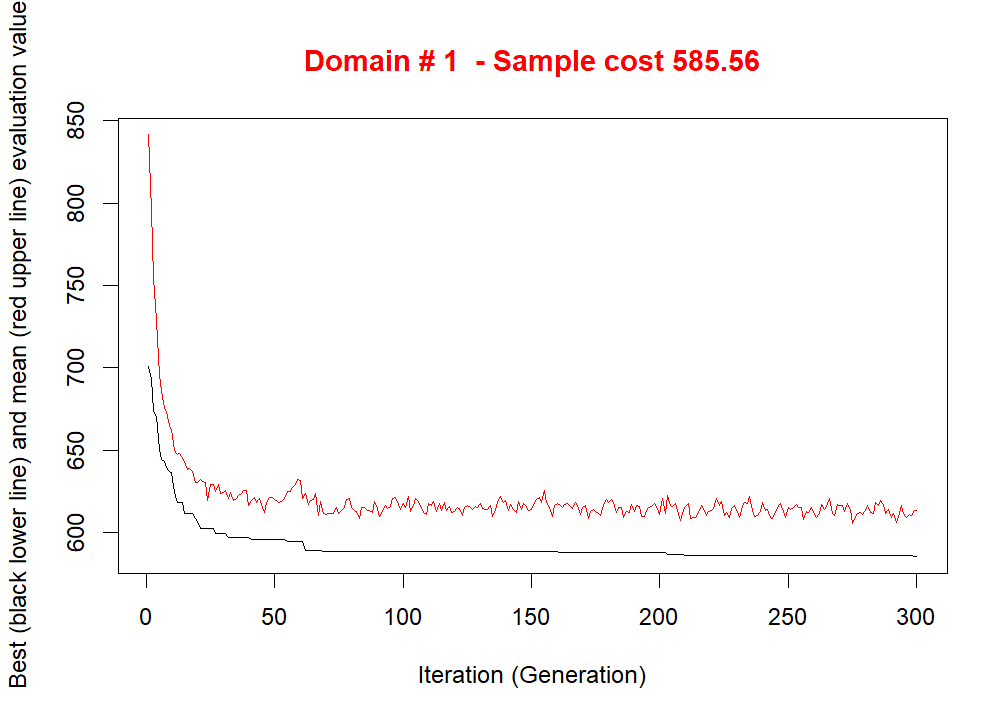 Domain # 1  - Sample cost 585.56
Best (black lower line) and mean (red upper line) evaluation value
850
800
750
700
650
600
0 50 100 150 200 250 300
Iteration (Generation)